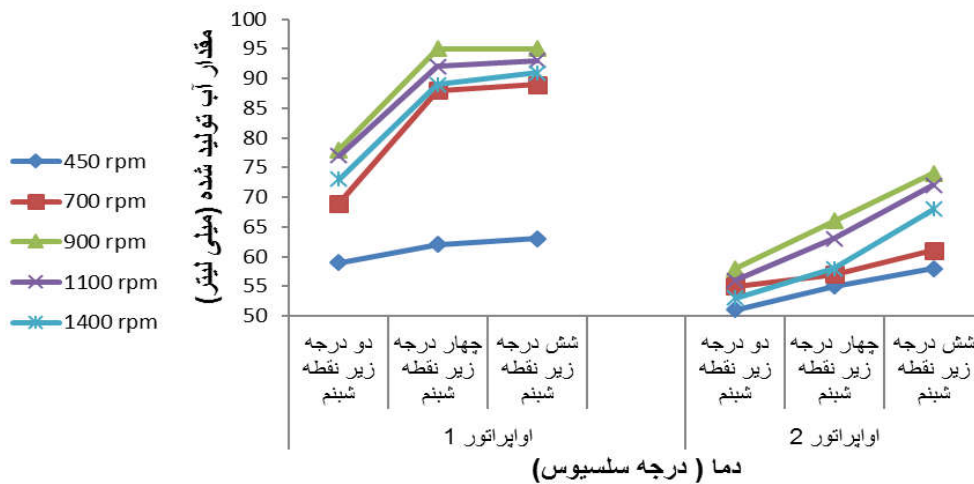 مقدار آب تولید شده (میلی لیتر)
100
95
90
85
80
75
70
65
60
55
50
450 rpm
700 rpm
900 rpm
1100 rpm
1400 rpm
دو درجه
زیر نقطه
شبنم
چهار درجه
زیر نقطه
شبنم
شش درجه
زیر نقطه
شبنم
دو درجه
زیر نقطه
شبنم
چهار درجه
زیر نقطه
شبنم
شش درجه
زیر نقطه
شبنم
اواپراتور 1
اواپراتور 2
دما ( درجه سلسیوس)